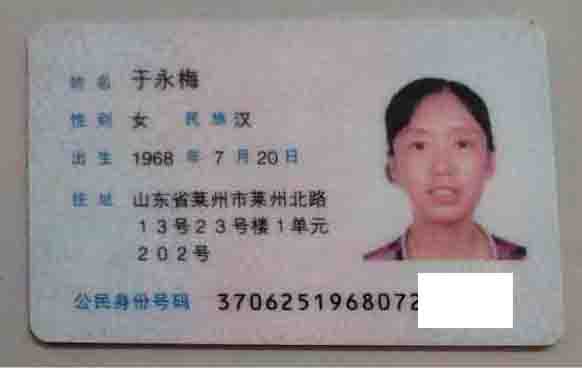 姓名 于永梅
性别 女 民族 汉
出生 1968 年 7 月 20 日
住址 山东省莱州市莱州北路
13号23号楼1单元
202号
公民身份号码 3706251968072